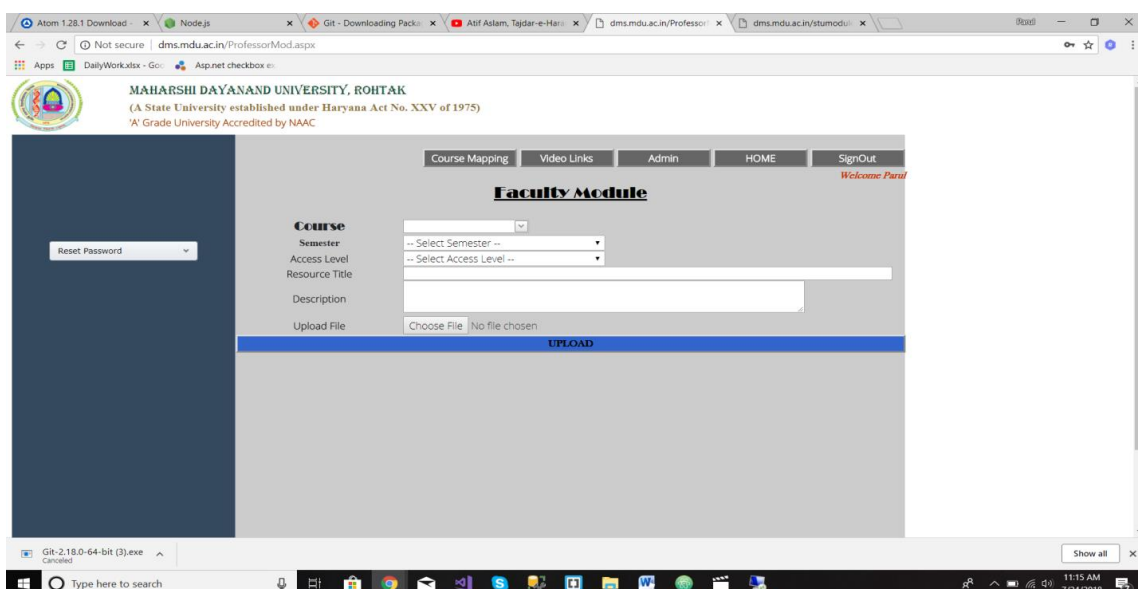 Atom 1.28.1 Download - Node.js Git - Downloading Packa Atif Aslam, Tajdar-e-Hara dms.mdu.ac.in/Professor dms.mdu.ac.in/stumodul Parul
Not secure dms.mdu.ac.in/ProfessorMod.aspx
Apps DailyWork.xlsx - Goo Asp.net checkbox e
MAHARSHI DAYANAND UNIVERSITY, ROHTAK
(A State University established under Haryana Act No. XXV of 1975)
'A' Grade University Accredited by NAAC
Course Mapping Video Links Admin HOME SignOut
Welcome Parul
Faculty Module
Course
Semester -- Select Semester --
Reset Password
Access Level -- Select Access Level --
Resource Title
Description
Upload File Choose File No file chosen
UPLOAD
Git-2.18.0-64-bit (3).exe
Canceled
Show all
Type here to search
11:15 AM